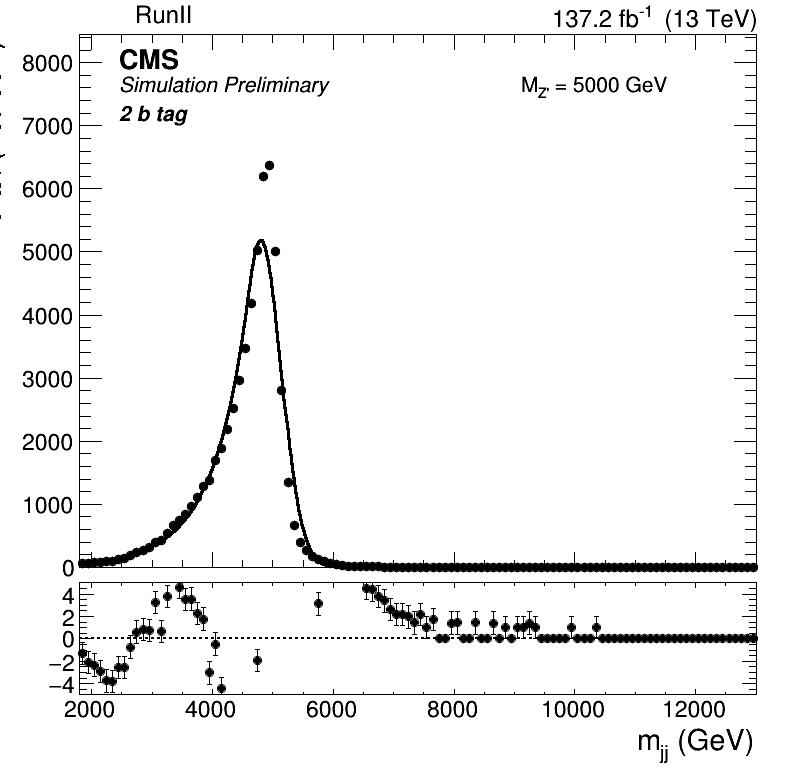 RunII
137.2 fb-1 (13 TeV)
CMS
Simulation Preliminary
2 b tag
MZ' = 5000 GeV
8000
7000
6000
5000
4000
3000
2000
1000
0
4
2
0
−2
−4
2000 4000 6000 8000 10000 12000
mjj (GeV)